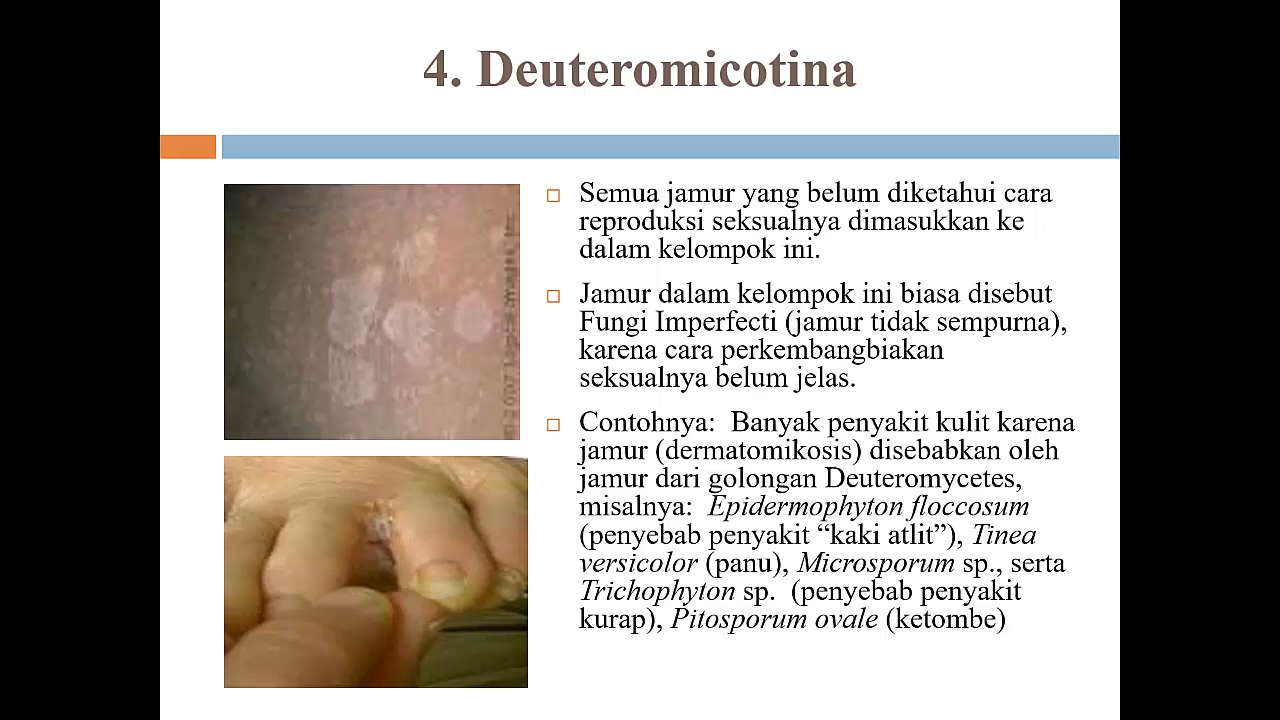 4. Deuteromicotina
Semua jamur yang belum diketahui cara
reproduksi seksualnya dimasukkan ke
dalam kelompok ini.
Jamur dalam kelompok ini biasa disebut
Fungi Imperfecti (jamur tidak sempurna),
karena cara perkembangbiakan
seksualnya belum jelas.
Contohnya: Banyak penyakit kulit karena
jamur (dermatomikosis) disebabkan oleh
jamur dari golongan Deuteromycetes,
misalnya: Epidermophyton floccosum
(penyebab penyakit “kaki atlit”), Tinea
versicolor (panu), Microsporum sp., serta
Trichophyton sp. (penyebab penyakit
kurap), Pitosporum ovale (ketombe)